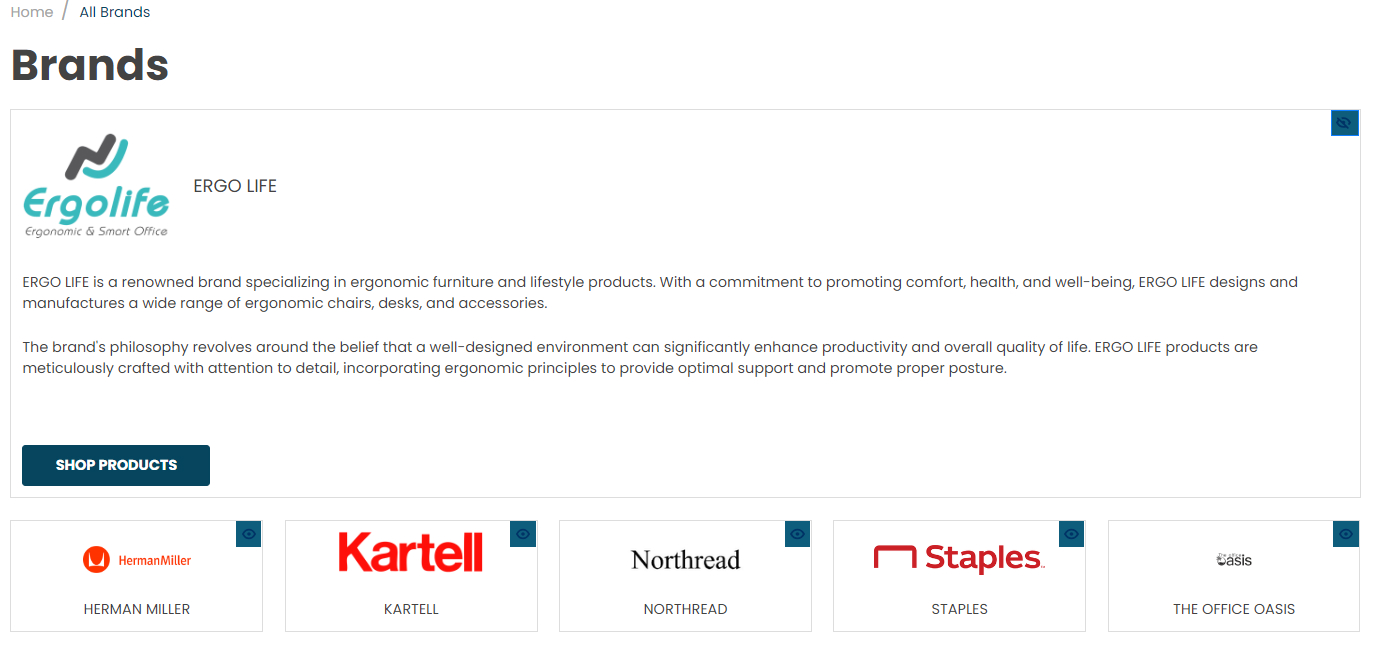 Home / All Brands
Brands
Ergolife
Ergonomic & Smart Office
ERGO LIFE
ERGO LIFE is a renowned brand specializing in ergonomic furniture and lifestyle products. With a commitment to promoting comfort, health, and well-being, ERGO LIFE designs and
manufactures a wide range of ergonomic chairs, desks, and accessories.
The brand's philosophy revolves around the belief that a well-designed environment can significantly enhance productivity and overall quality of life. ERGO LIFE products are
meticulously crafted with attention to detail, incorporating ergonomic principles to provide optimal support and promote proper posture.
SHOP PRODUCTS
HermanMiller
HERMAN MILLER
Kartell
KARTELL
Northread
NORTHREAD
Staples
STAPLES
Oasis
THE OFFICE OASIS